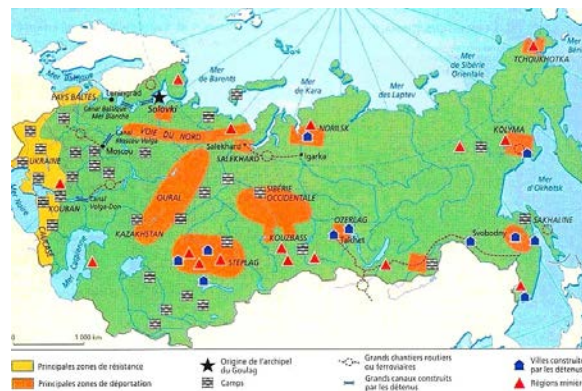 Mer de Barents
Mer de Kara
Mer des Laptev
Mer de Sibérie Orientale
TCHOUKHOTKA
Mer Baltique
PAYS BALTES
Leningrad
Canal Baltique
Mer Blanche
Solovki
Canal Moscou-Volga
Moscou
VOIE DU NORD
Salekhard
SALEKHARD
Igarka
NORILSK
KOLYMA
UKRAINE
Canal Volga-Don
KOUBAN
Mer Noire
OURAL
SIBÉRIE OCCIDENTALE
Mer d'Okhotsk
SAKHALINE
KAZAKHSTAN
KOUZBASS
OZERLAG
Taïchet
Svobodny
STEPLAG
Mer Caspienne
0 1 000 km
Principales zones de résistance
Principales zones de déportation
Origine de l'archipel du Goulag
Camps
Grands chantiers routiers ou ferroviaires
Grands canaux construits par les détenus
Villes construites par les déten
Régions minières